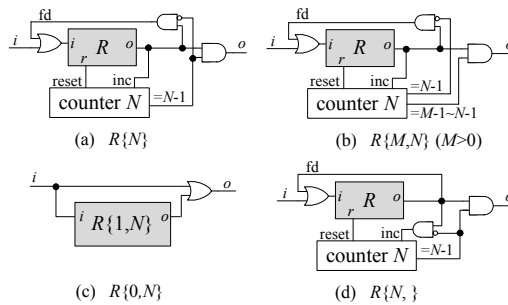 fd
i
i R o
r
reset inc
counter N
=N-1
o
(a) R{N}
fd
i
i R o
r
reset inc
counter N
=N-1
=M-1~N-1
o
(b) R{M,N} (M>0)
i
i R{1,N} o
o
(c) R{0,N}
fd
i
i R o
r
reset inc
counter N
=N-1
o
(d) R{N, }